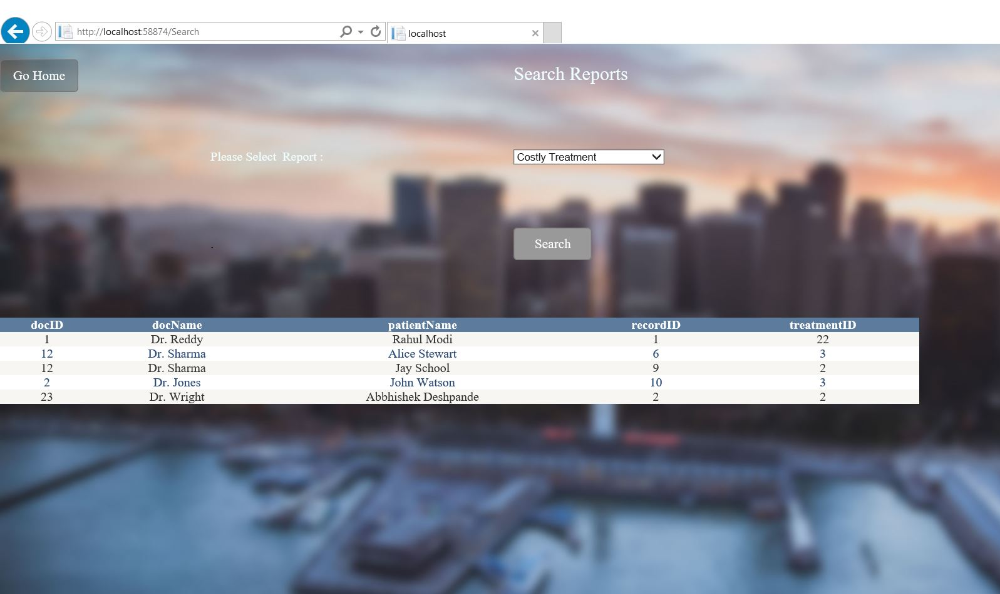 http://localhost:58874/Search
localhost
Go Home
Search Reports
Please Select Report :
Costly Treatment
.
Search
docID docName patientName recordID treatmentID
1 Dr. Reddy Rahul Modi 1 22
12 Dr. Sharma Alice Stewart 6 3
12 Dr. Sharma Jay School 9 2
2 Dr. Jones John Watson 10 3
23 Dr. Wright Abbhishek Deshpande 2 2